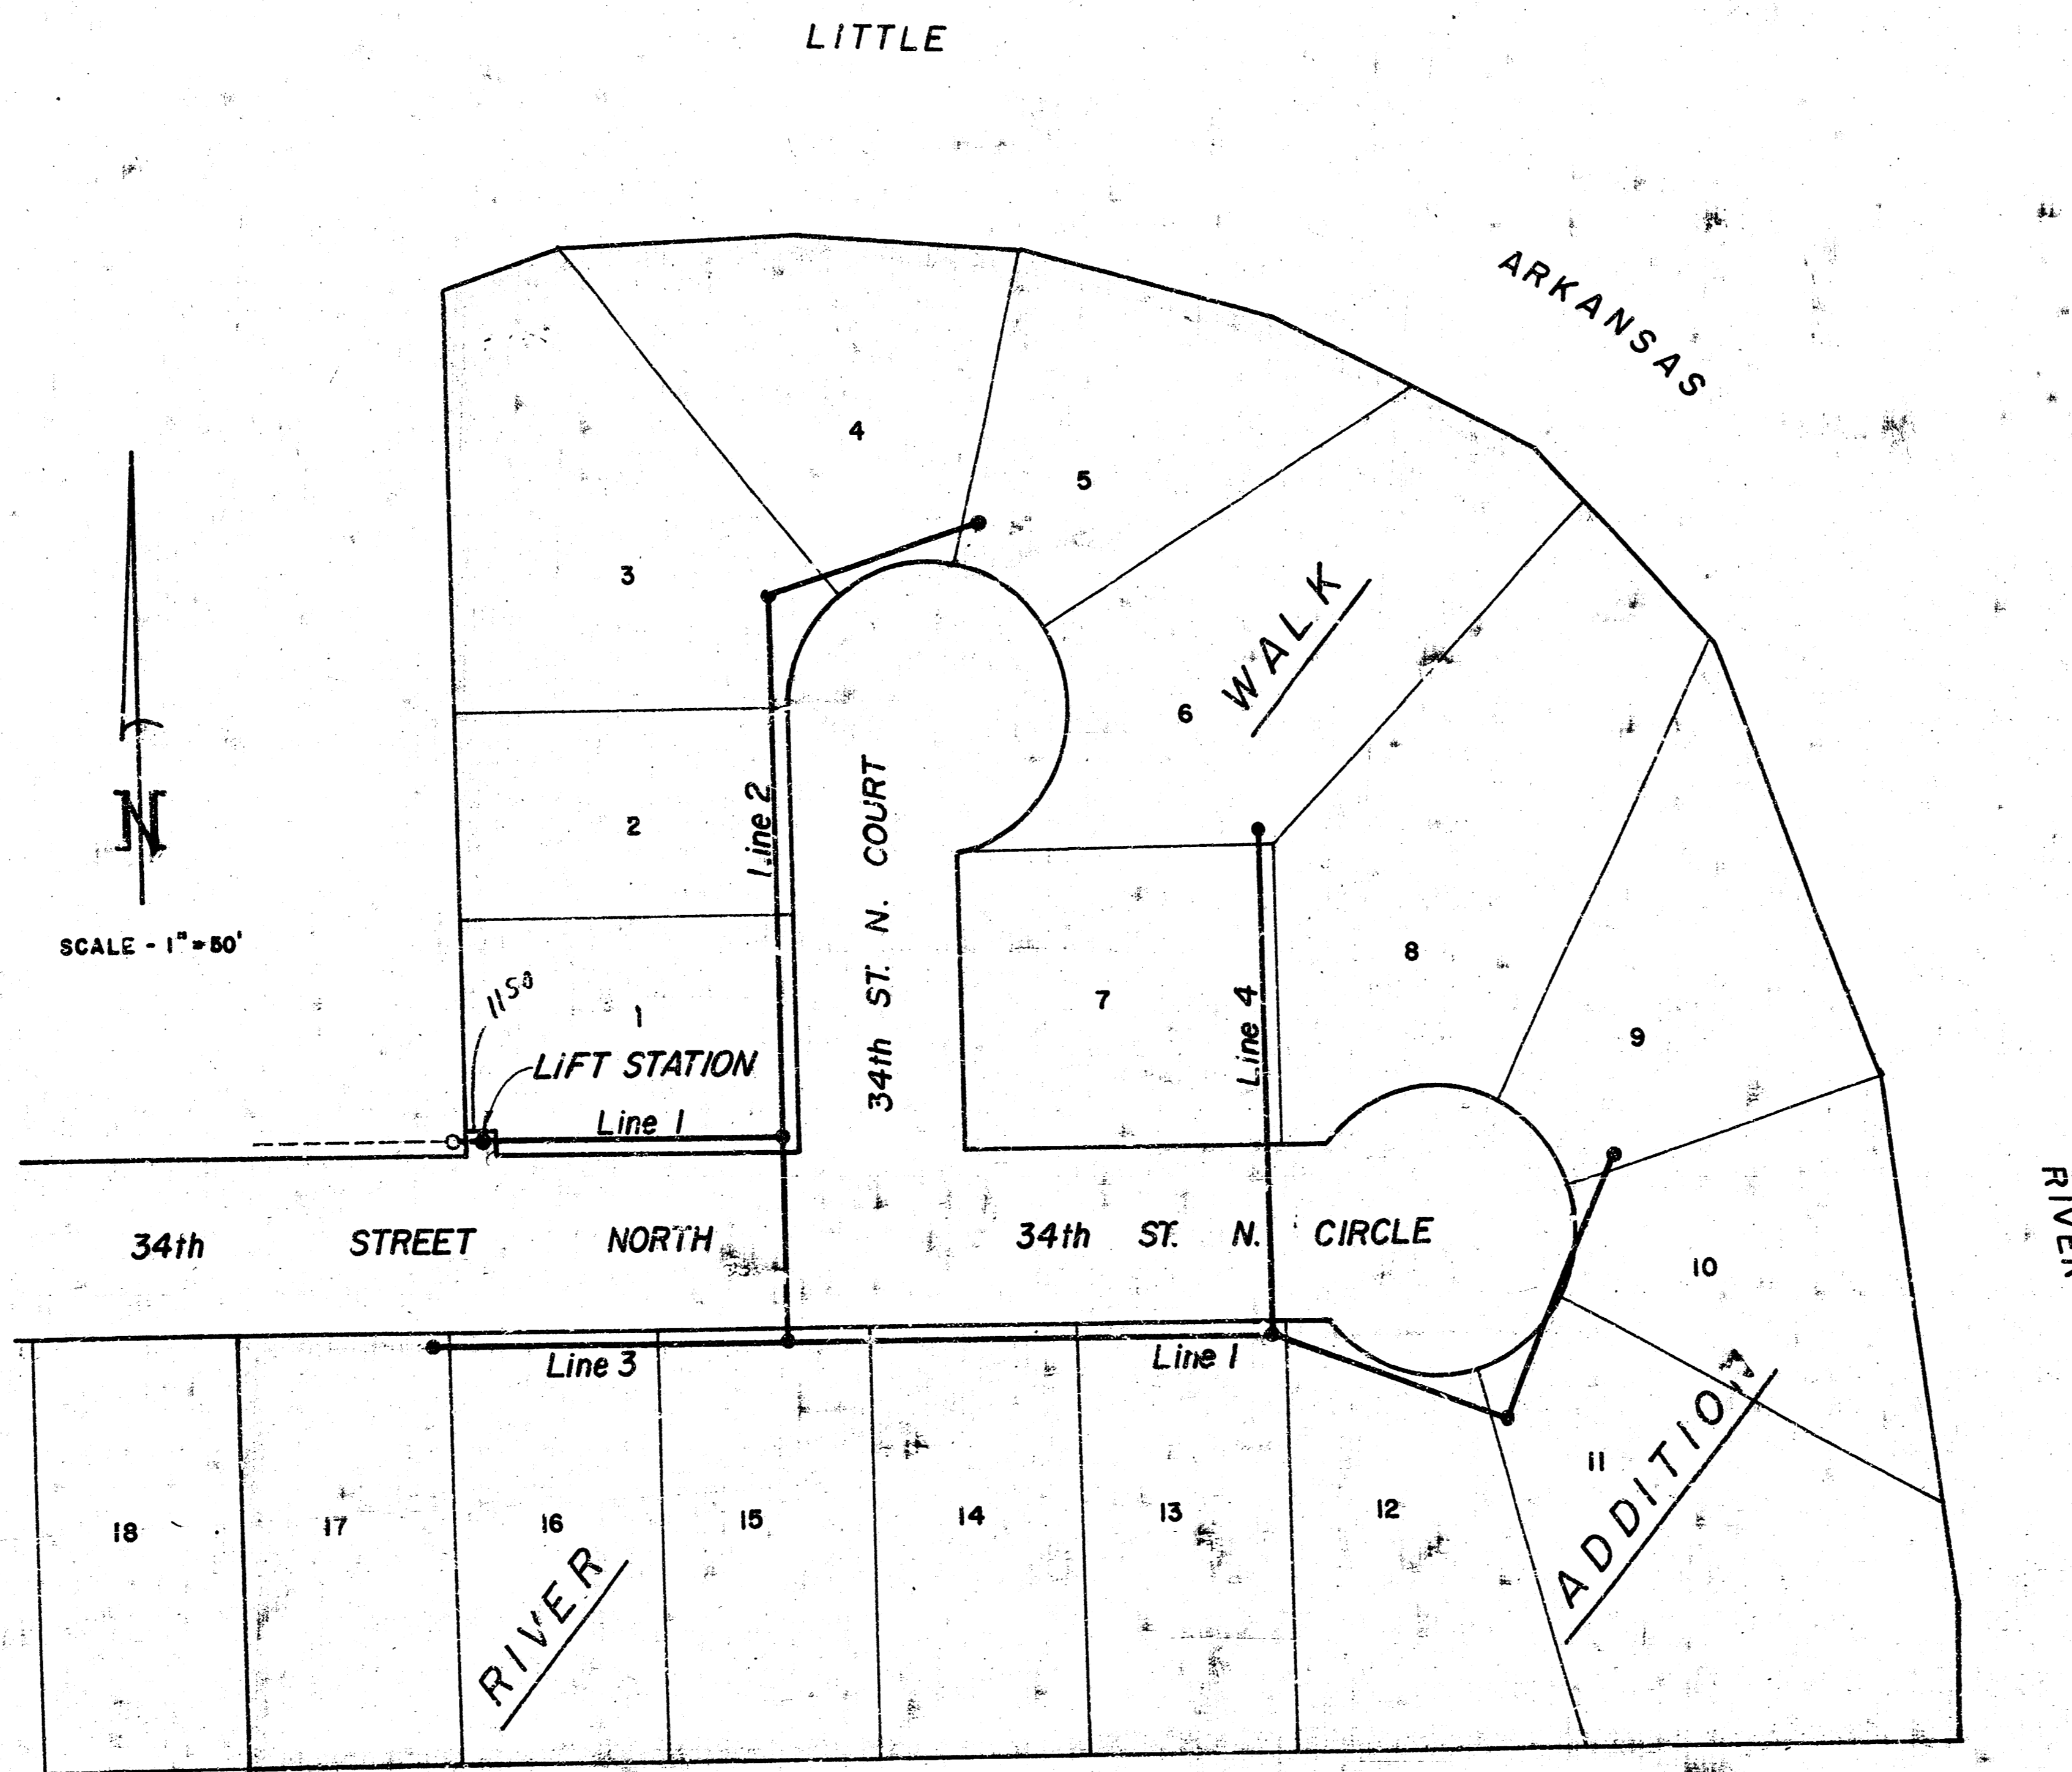 LITTLE
ARKANSAS
4
5
3
WALK
6
Line 2
2
34th ST. N. COURT
N
SCALE - 1" = 50'
8
7
1150
1
9
Line 4
LIFT STATION
Line 1
RIVER
34th STREET NORTH
34th ST. N. CIRCLE
10
Line 3
Line 1
11
ADDITION
18
17
16
15
14
13
12
RIVER